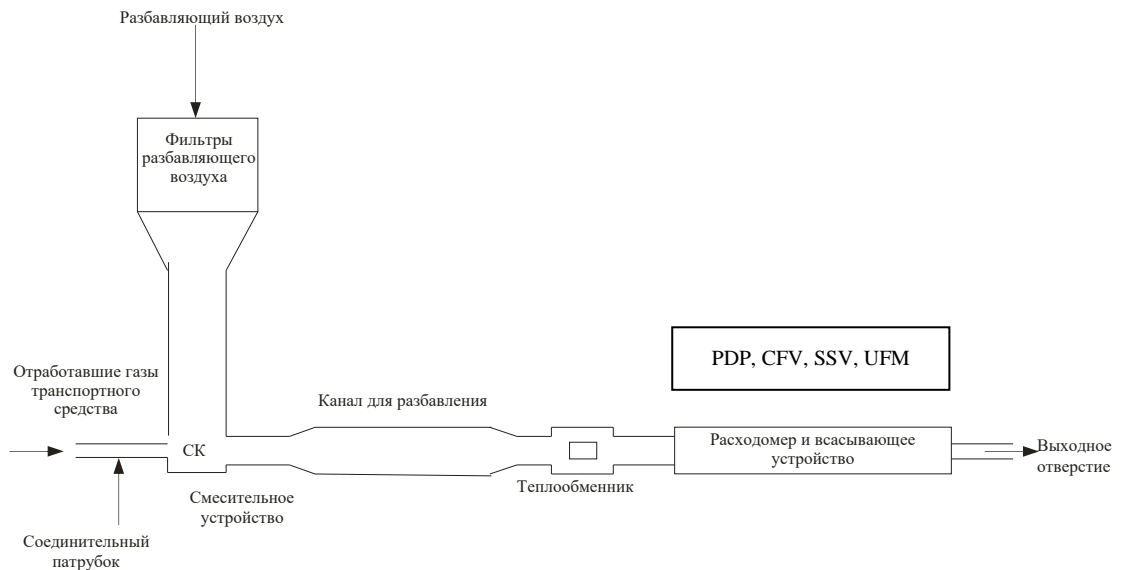 Разбавляющий воздух
Фильтры
разбавляющего
воздуха
PDP, CFV, SSV, UFM
Отработавшие газы
транспортного
средства
Канал для разбавления
СК
Расходомер и всасывающее
устройство
Выходное
отверстие
Теплообменник
Смесительное
устройство
Соединительный
патрубок